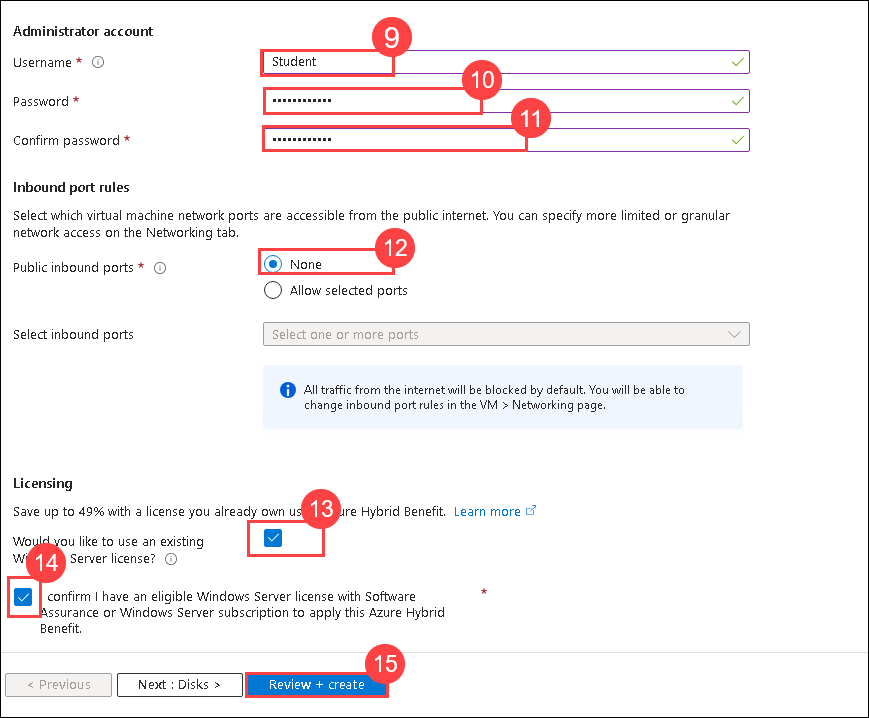 Administrator account
9
Username *
Student
10
Password *
11
Confirm password *
Inbound port rules
Select which virtual machine network ports are accessible from the public internet. You can specify more limited or granular
network access on the Networking tab.
12
Public inbound ports *
None
Allow selected ports
Select inbound ports
Select one or more ports
All traffic from the internet will be blocked by default. You will be able to
change inbound port rules in the VM > Networking page.
Licensing
13
Save up to 49% with a license you already own us ure Hybrid Benefit. Learn more
Would you like to use an existing
Wi Server license?
14
confirm I have an eligible Windows Server license with Software *
Assurance or Windows Server subscription to apply this Azure Hybrid
Benefit.
15
< Previous
Next : Disks >
Review + create